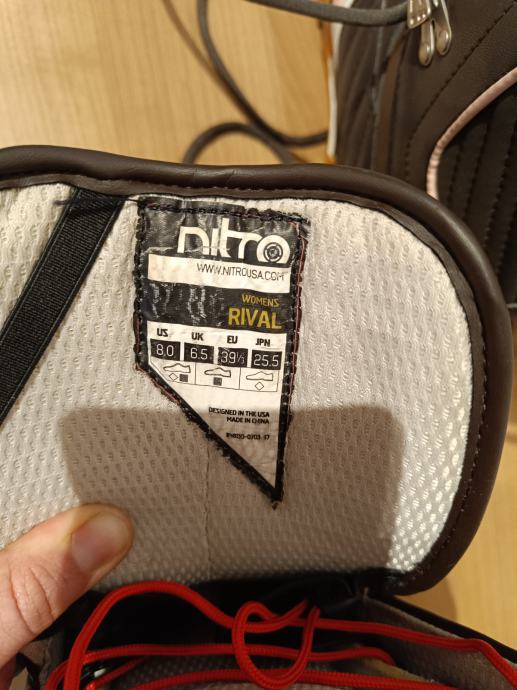 nitro
WWW.NITROUSA.COM
WOMENS
RIVAL
US UK EU JPN
8.0 6.5 39⅓ 25.5
DESIGNED IN THE USA
MADE IN CHINA